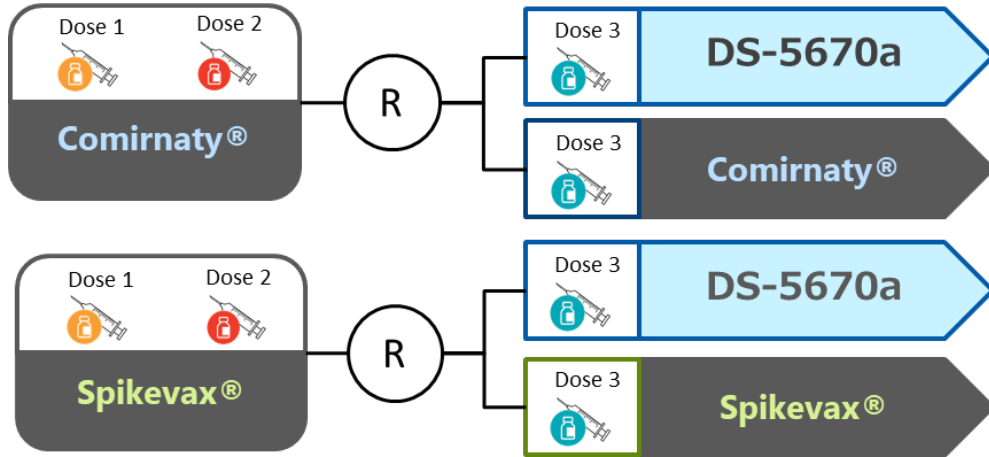 Dose 1
Dose 2
Comirnaty®
R
Dose 3
DS-5670a
Dose 3
Comirnaty®
Dose 1
Dose 2
Spikevax®
R
Dose 3
DS-5670a
Dose 3
Spikevax®